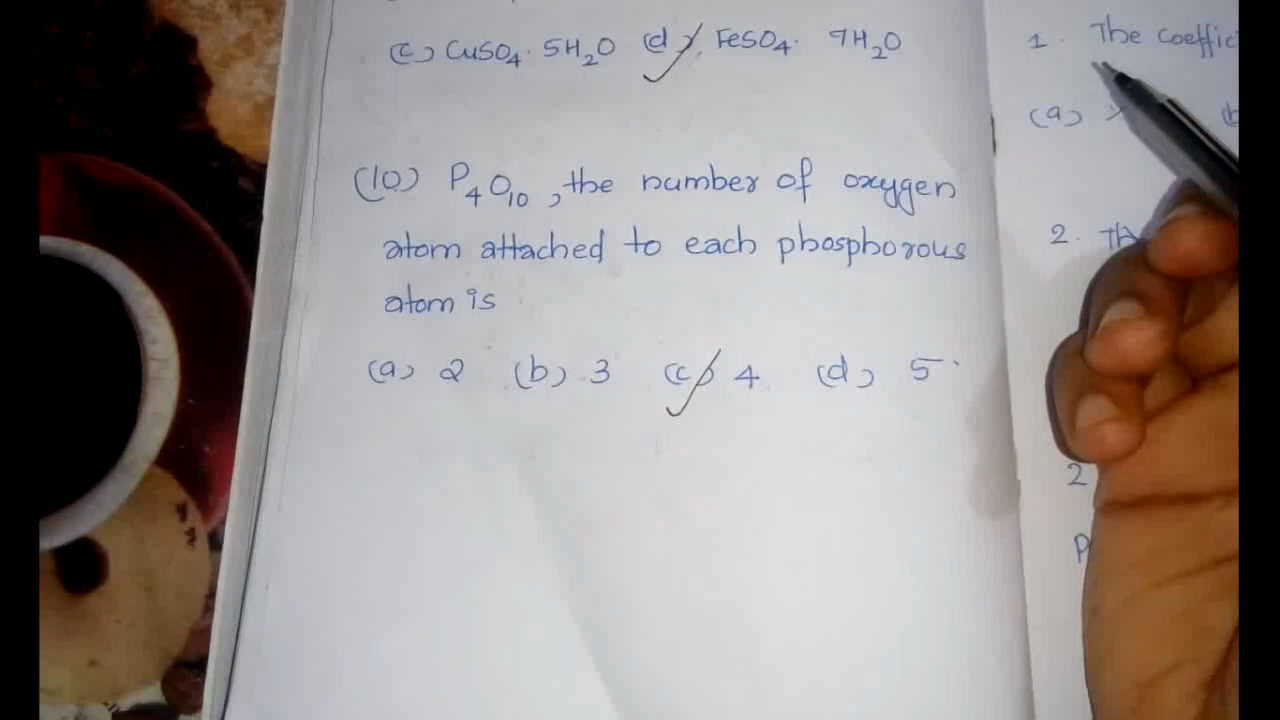 (c) CuSO4. 5H2O (d) FeSO4. 7H2O
(10) P4O10, the number of oxygen
atom attached to each phosphorous
atom is
(a) 2 (b) 3 (c) 4 (d) 5.
1. The coeffic
(a)
2. Th
2
P